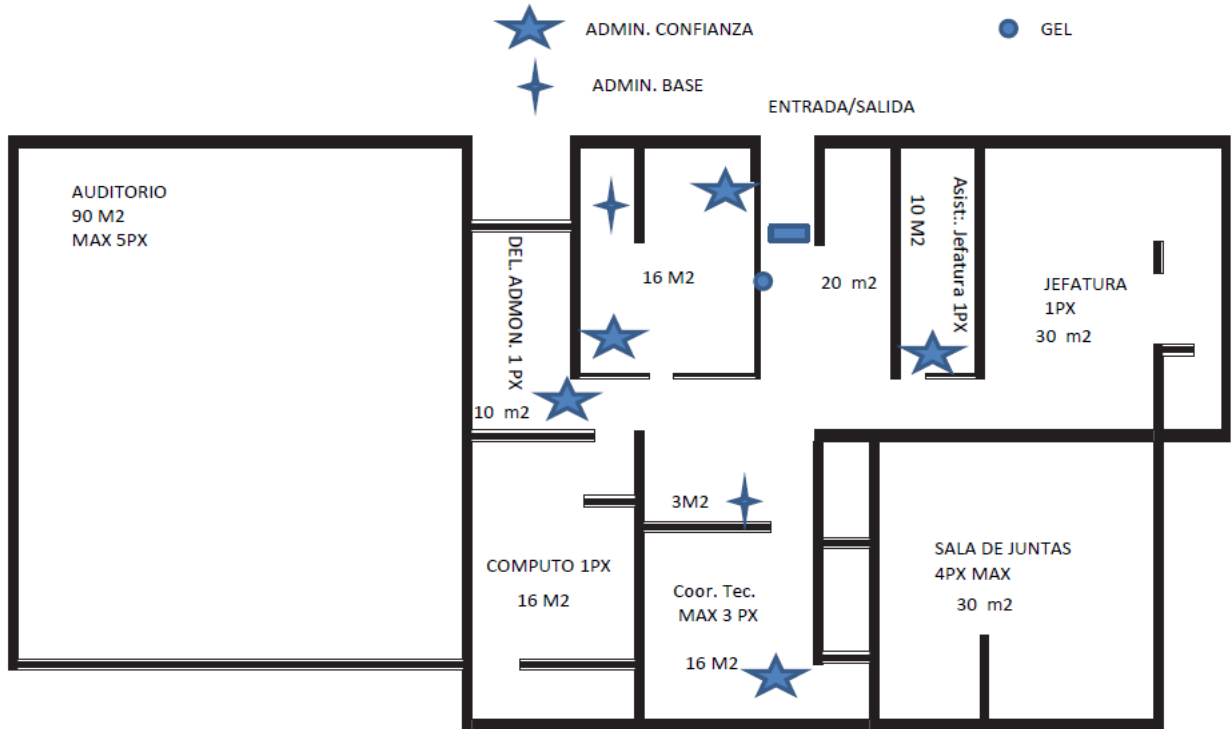 ADMIN. CONFIANZA
GEL
ADMIN. BASE
ENTRADA/SALIDA
AUDITORIO
90 M2
MAX 5PX
DEL. ADMON. 1 PX
10 m2
16 M2
20 m2
Asist:. Jefatura 1PX
10 M2
JEFATURA
1PX
30 m2
3M2
COMPUTO 1PX
16 M2
Coor. Tec.
MAX 3 PX
16 M2
SALA DE JUNTAS
4PX MAX
30 m2